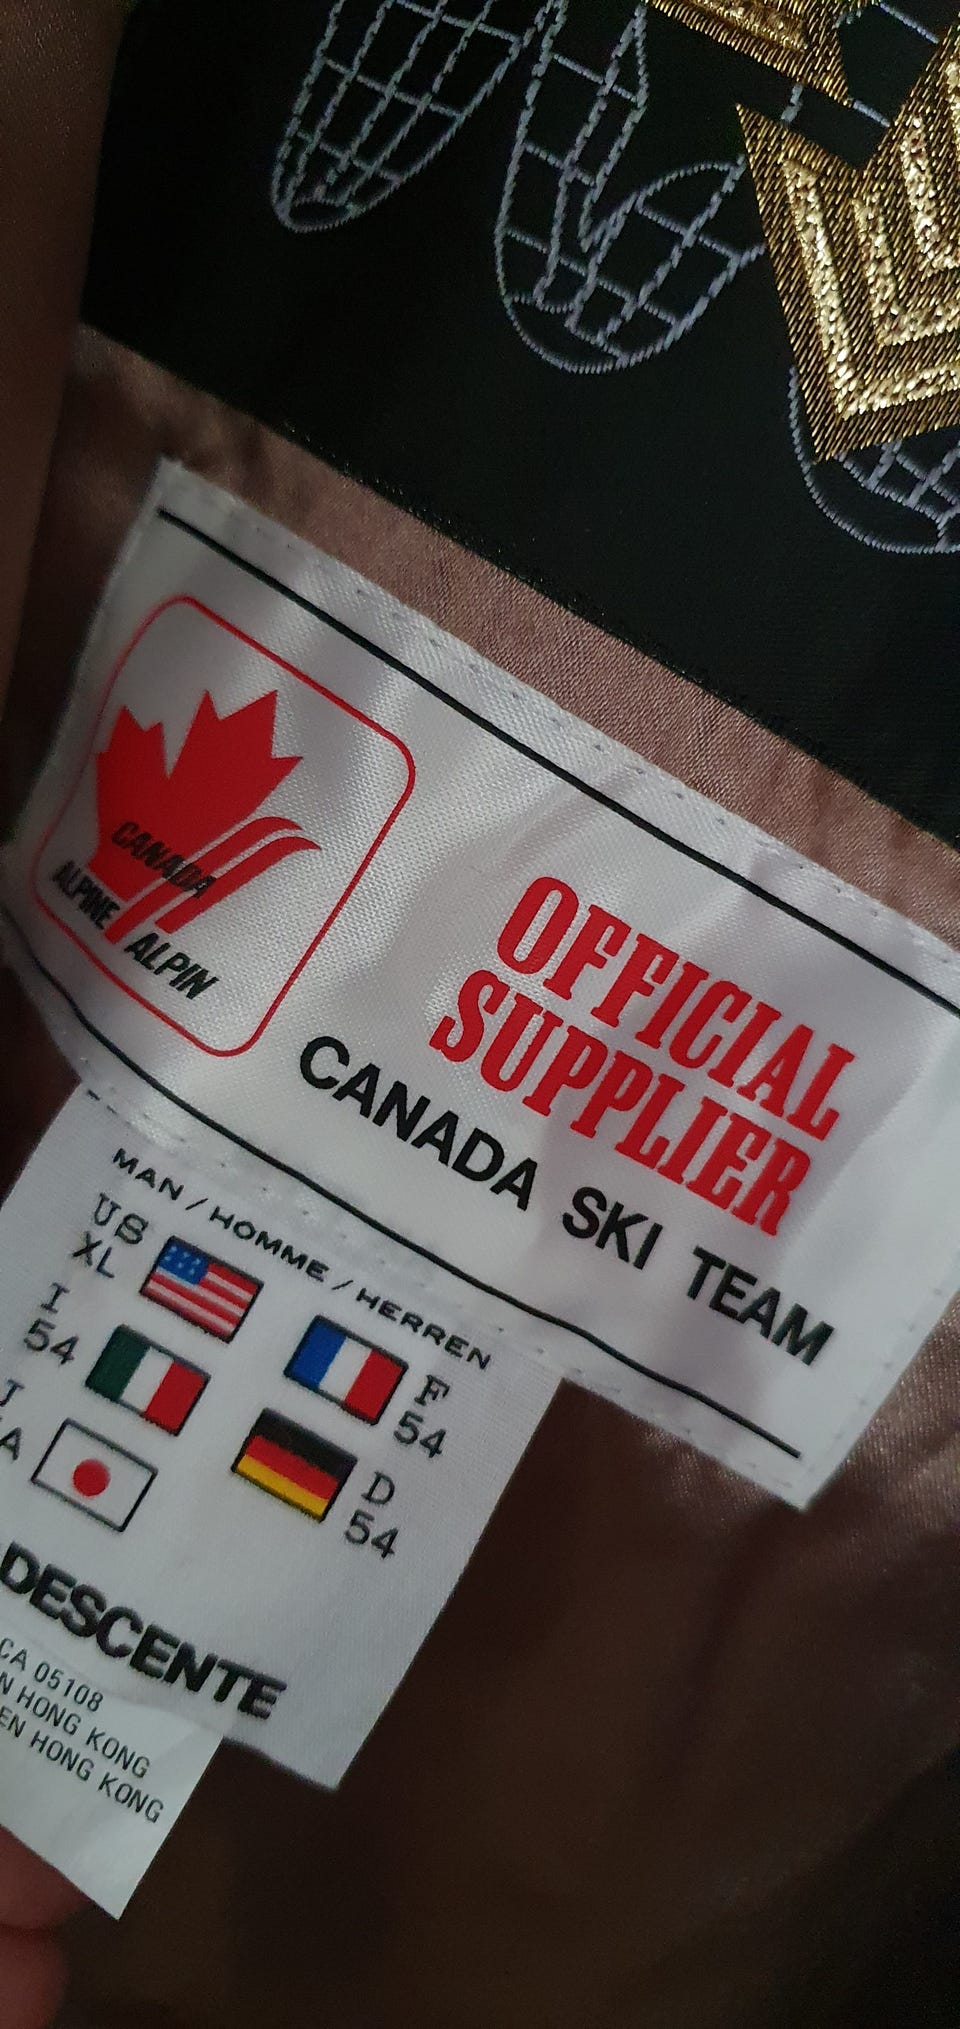 CANADA
ALPINE ALPIN
OFFICIAL
SUPPLIER
CANADA SKI TEAM
MAN / HOMME / HERREN
US
XL
F
54
I
54
D
54
J
DESCENTE
CA 05108
HONG KONG
EN HONG KONG